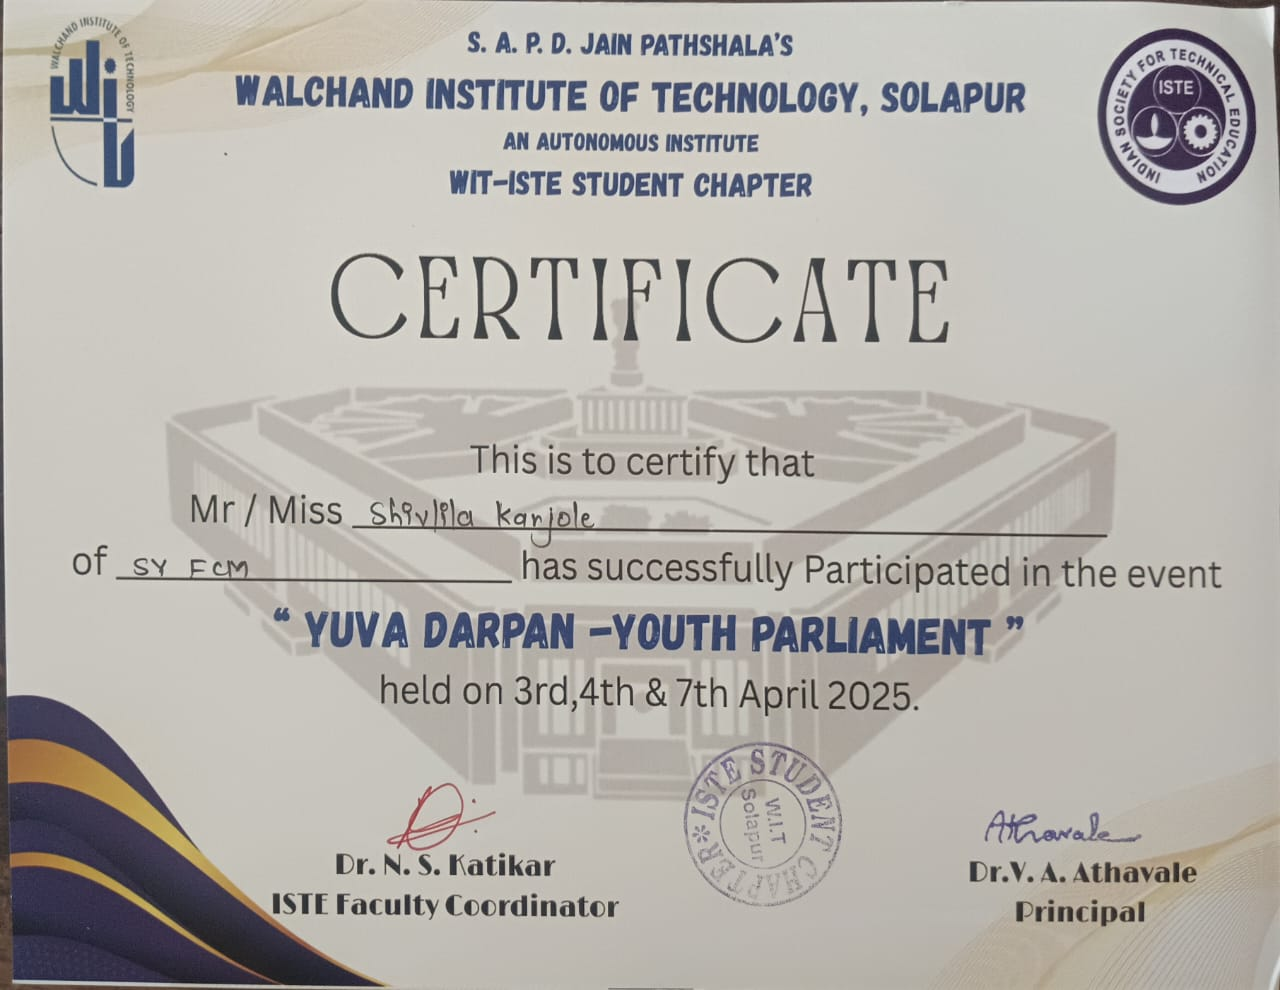 WALCHAND INSTITUTE OF TECHNOLOGY
S. A. P. D. JAIN PATHSHALA'S
WALCHAND INSTITUTE OF TECHNOLOGY, SOLAPUR
AN AUTONOMOUS INSTITUTE
WIT-ISTE STUDENT CHAPTER
INDIAN SOCIETY FOR TECHNICAL EDUCATION
ISTE
CERTIFICATE
This is to certify that
Mr / Miss Shivlila Kanjole
of SY FCM has successfully Participated in the event
“ YUVA DARPAN –YOUTH PARLIAMENT ”
held on 3rd,4th & 7th April 2025.
ISTE STUDENT CHAPTER
W.I.T
Solapur
Athavale
Dr. N. S. Katikar
ISTE Faculty Coordinator
Dr.V. A. Athavale
Principal